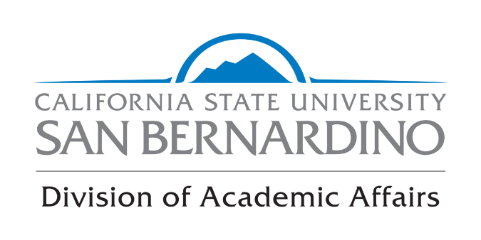 CALIFORNIA STATE UNIVERSITY
SAN BERNARDINO
Division of Academic Affairs